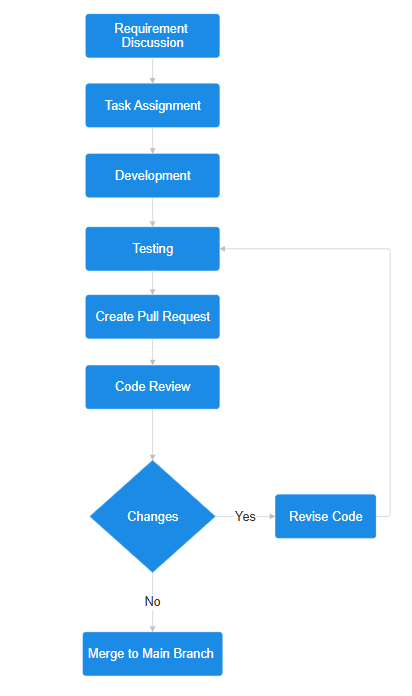 Requirement
Discussion
Task Assignment
Development
Testing
Create Pull Request
Code Review
Changes
Yes
Revise Code
No
Merge to Main Branch